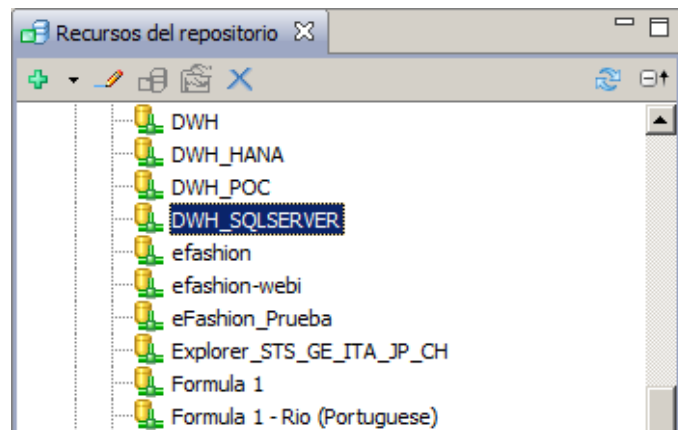 Recursos del repositorio
DWH
DWH_HANA
DWH_POC
DWH_SQLSERVER
efashion
efashion-webi
eFashion_Prueba
Explorer_STS_GE_ITA_JP_CH
Formula 1
Formula 1 - Rio (Portuguese)